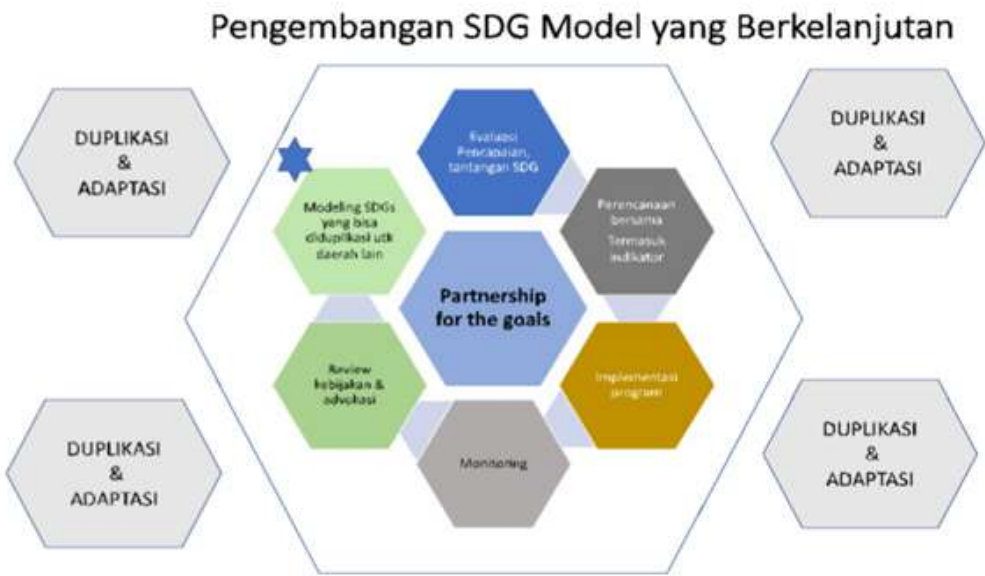 Pengembangan SDG Model yang Berkelanjutan
DUPLIKASI
&
ADAPTASI
DUPLIKASI
&
ADAPTASI
Evaluasi
Pencapaian,
tantangan SDG
Modeling SDGs
yang bisa
diduplikasi utk
daerah lain
Perencanaan
bersama
Termasuk
indikator
Partnership
for the goals
Review
kebijakan &
advokasi
Implementasi
program
Monitoring
DUPLIKASI
&
ADAPTASI
DUPLIKASI
&
ADAPTASI